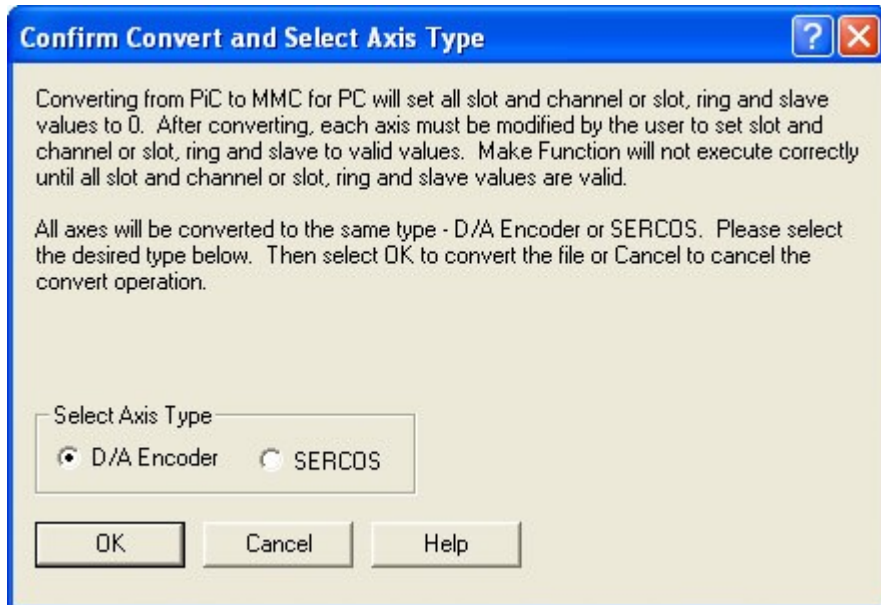 Confirm Convert and Select Axis Type
Converting from PiC to MMC for PC will set all slot and channel or slot, ring and slave
values to 0. After converting, each axis must be modified by the user to set slot and
channel or slot, ring and slave to valid values. Make Function will not execute correctly
until all slot and channel or slot, ring and slave values are valid.
All axes will be converted to the same type - D/A Encoder or SERCOS. Please select
the desired type below. Then select OK to convert the file or Cancel to cancel the
convert operation.
Select Axis Type
D/A Encoder SERCOS
OK Cancel Help